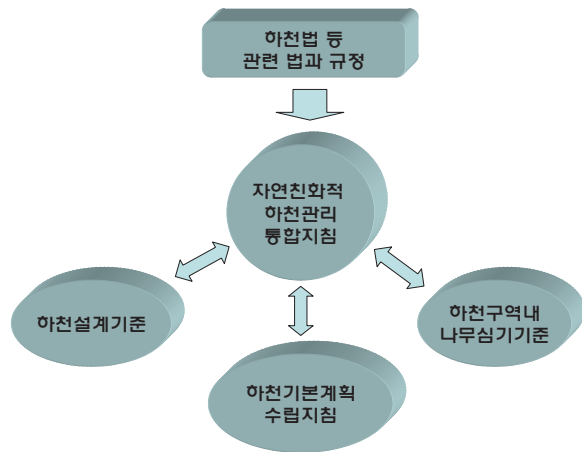 하천법 등
관련 법과 규정
자연친화적
하천관리
통합지침
하천설계기준
하천구역내
나무심기기준
하천기본계획
수립지침